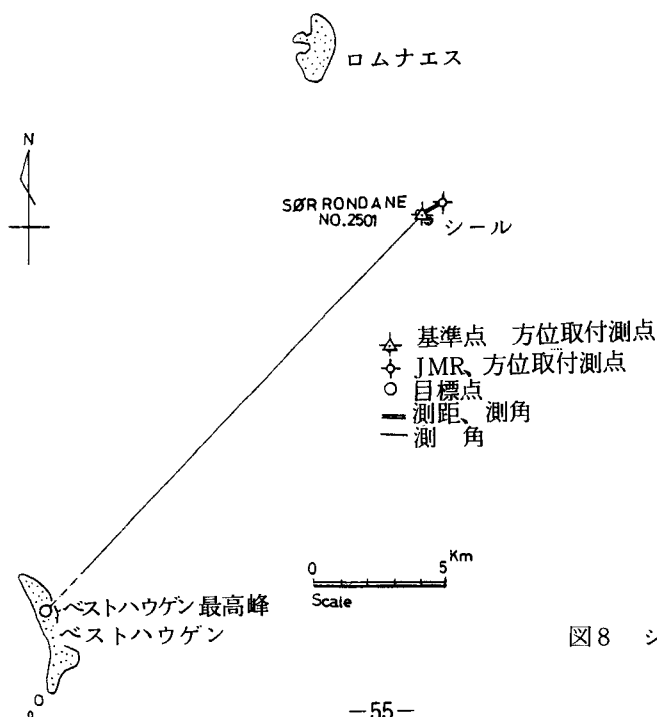 ロムナエス
N
SØR RONDANE
NO.2501
シール
基準点 方位取付測点
JMR、方位取付測点
目標点
測距、測角
測 角
0 5 Km
Scale
ベストハウゲン最高峰
ベストハウゲン
図8 シ
-55-